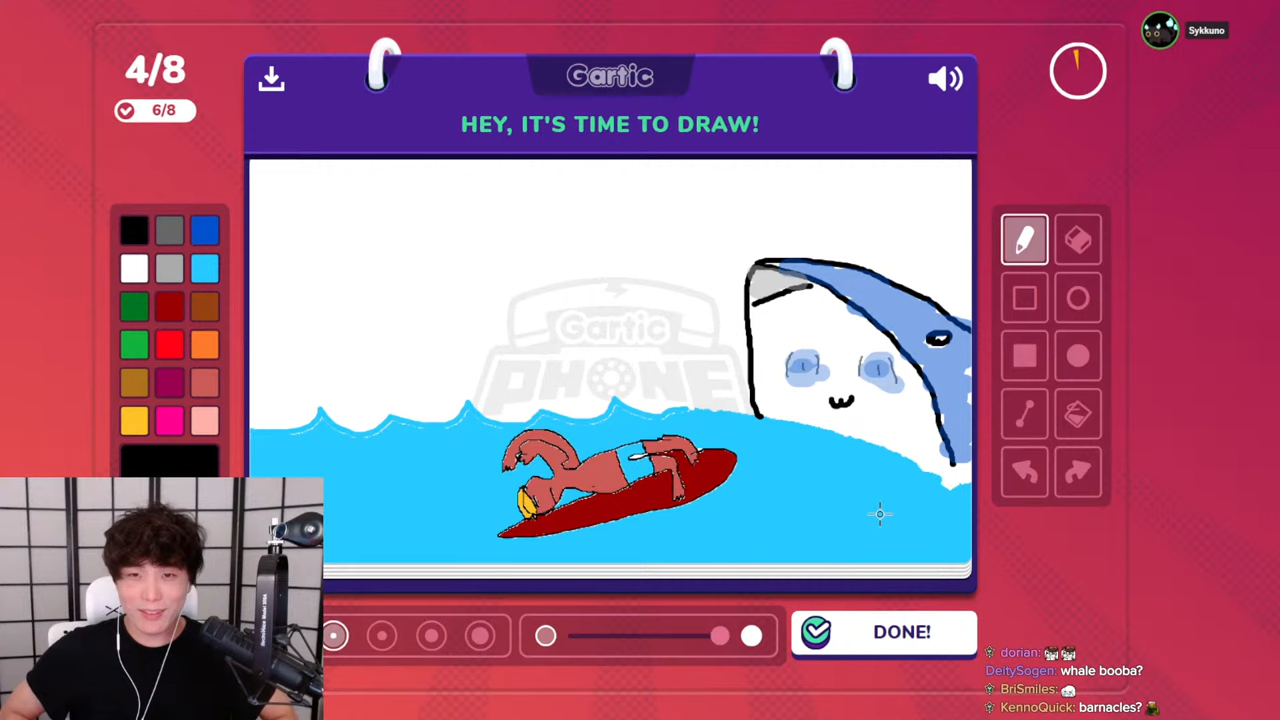 Sykkuno
4/8
6/8
Gartic
HEY, IT'S TIME TO DRAW!
Gartic
PHONE
DONE!
dorian:
DeitySogen: whale booba?
BriSmiles:
KennoQuick: barnacles?